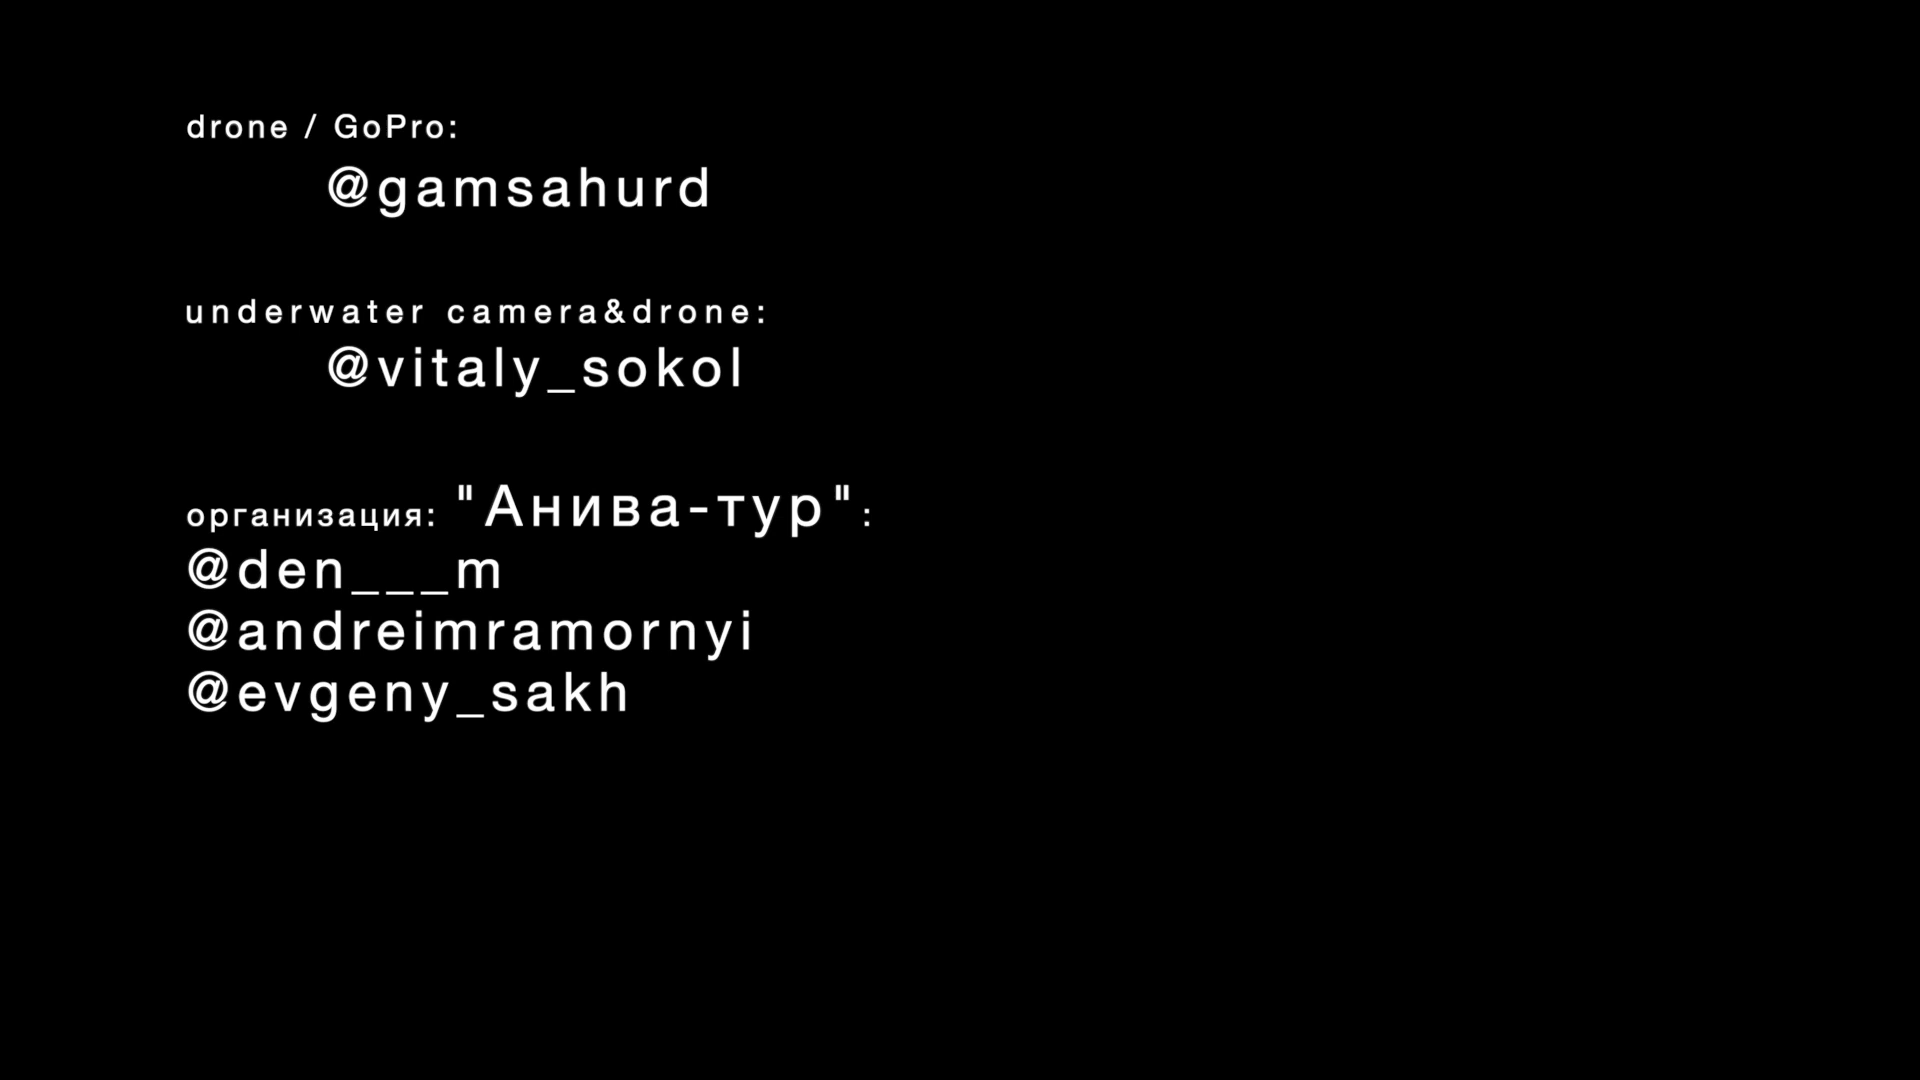 drone / GoPro:
@gamsahurd
underwater camera&drone:
@vitaly_sokol
организация: "Анива-тур":
@den___m
@andreimramornyi
@evgeny_sakh